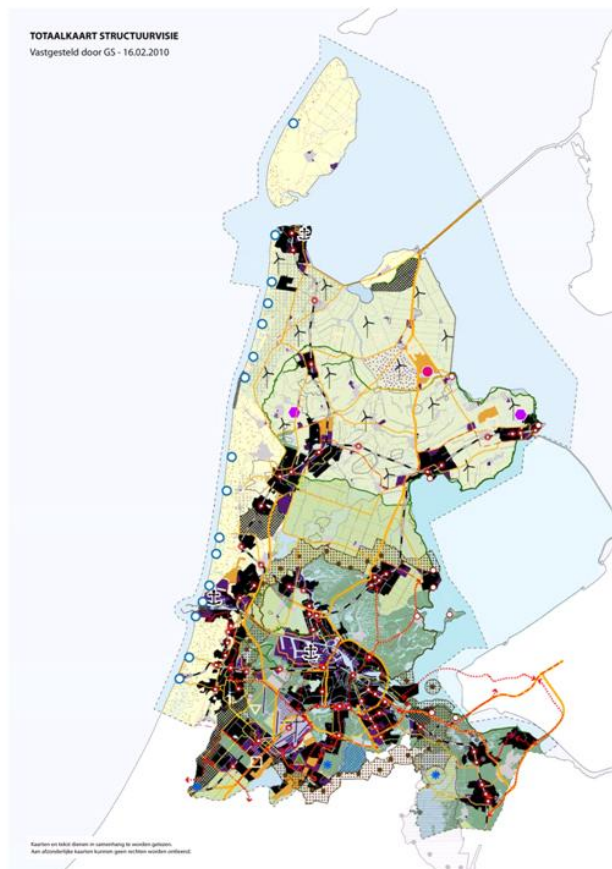 TOTAALKAART STRUCTUURVISIE
Vastgesteld door GS - 16.02.2010
Kaarten en tekst dienen in samenhang te worden gelezen.
Aan afzonderlijke kaarten kunnen geen rechten worden ontleend.